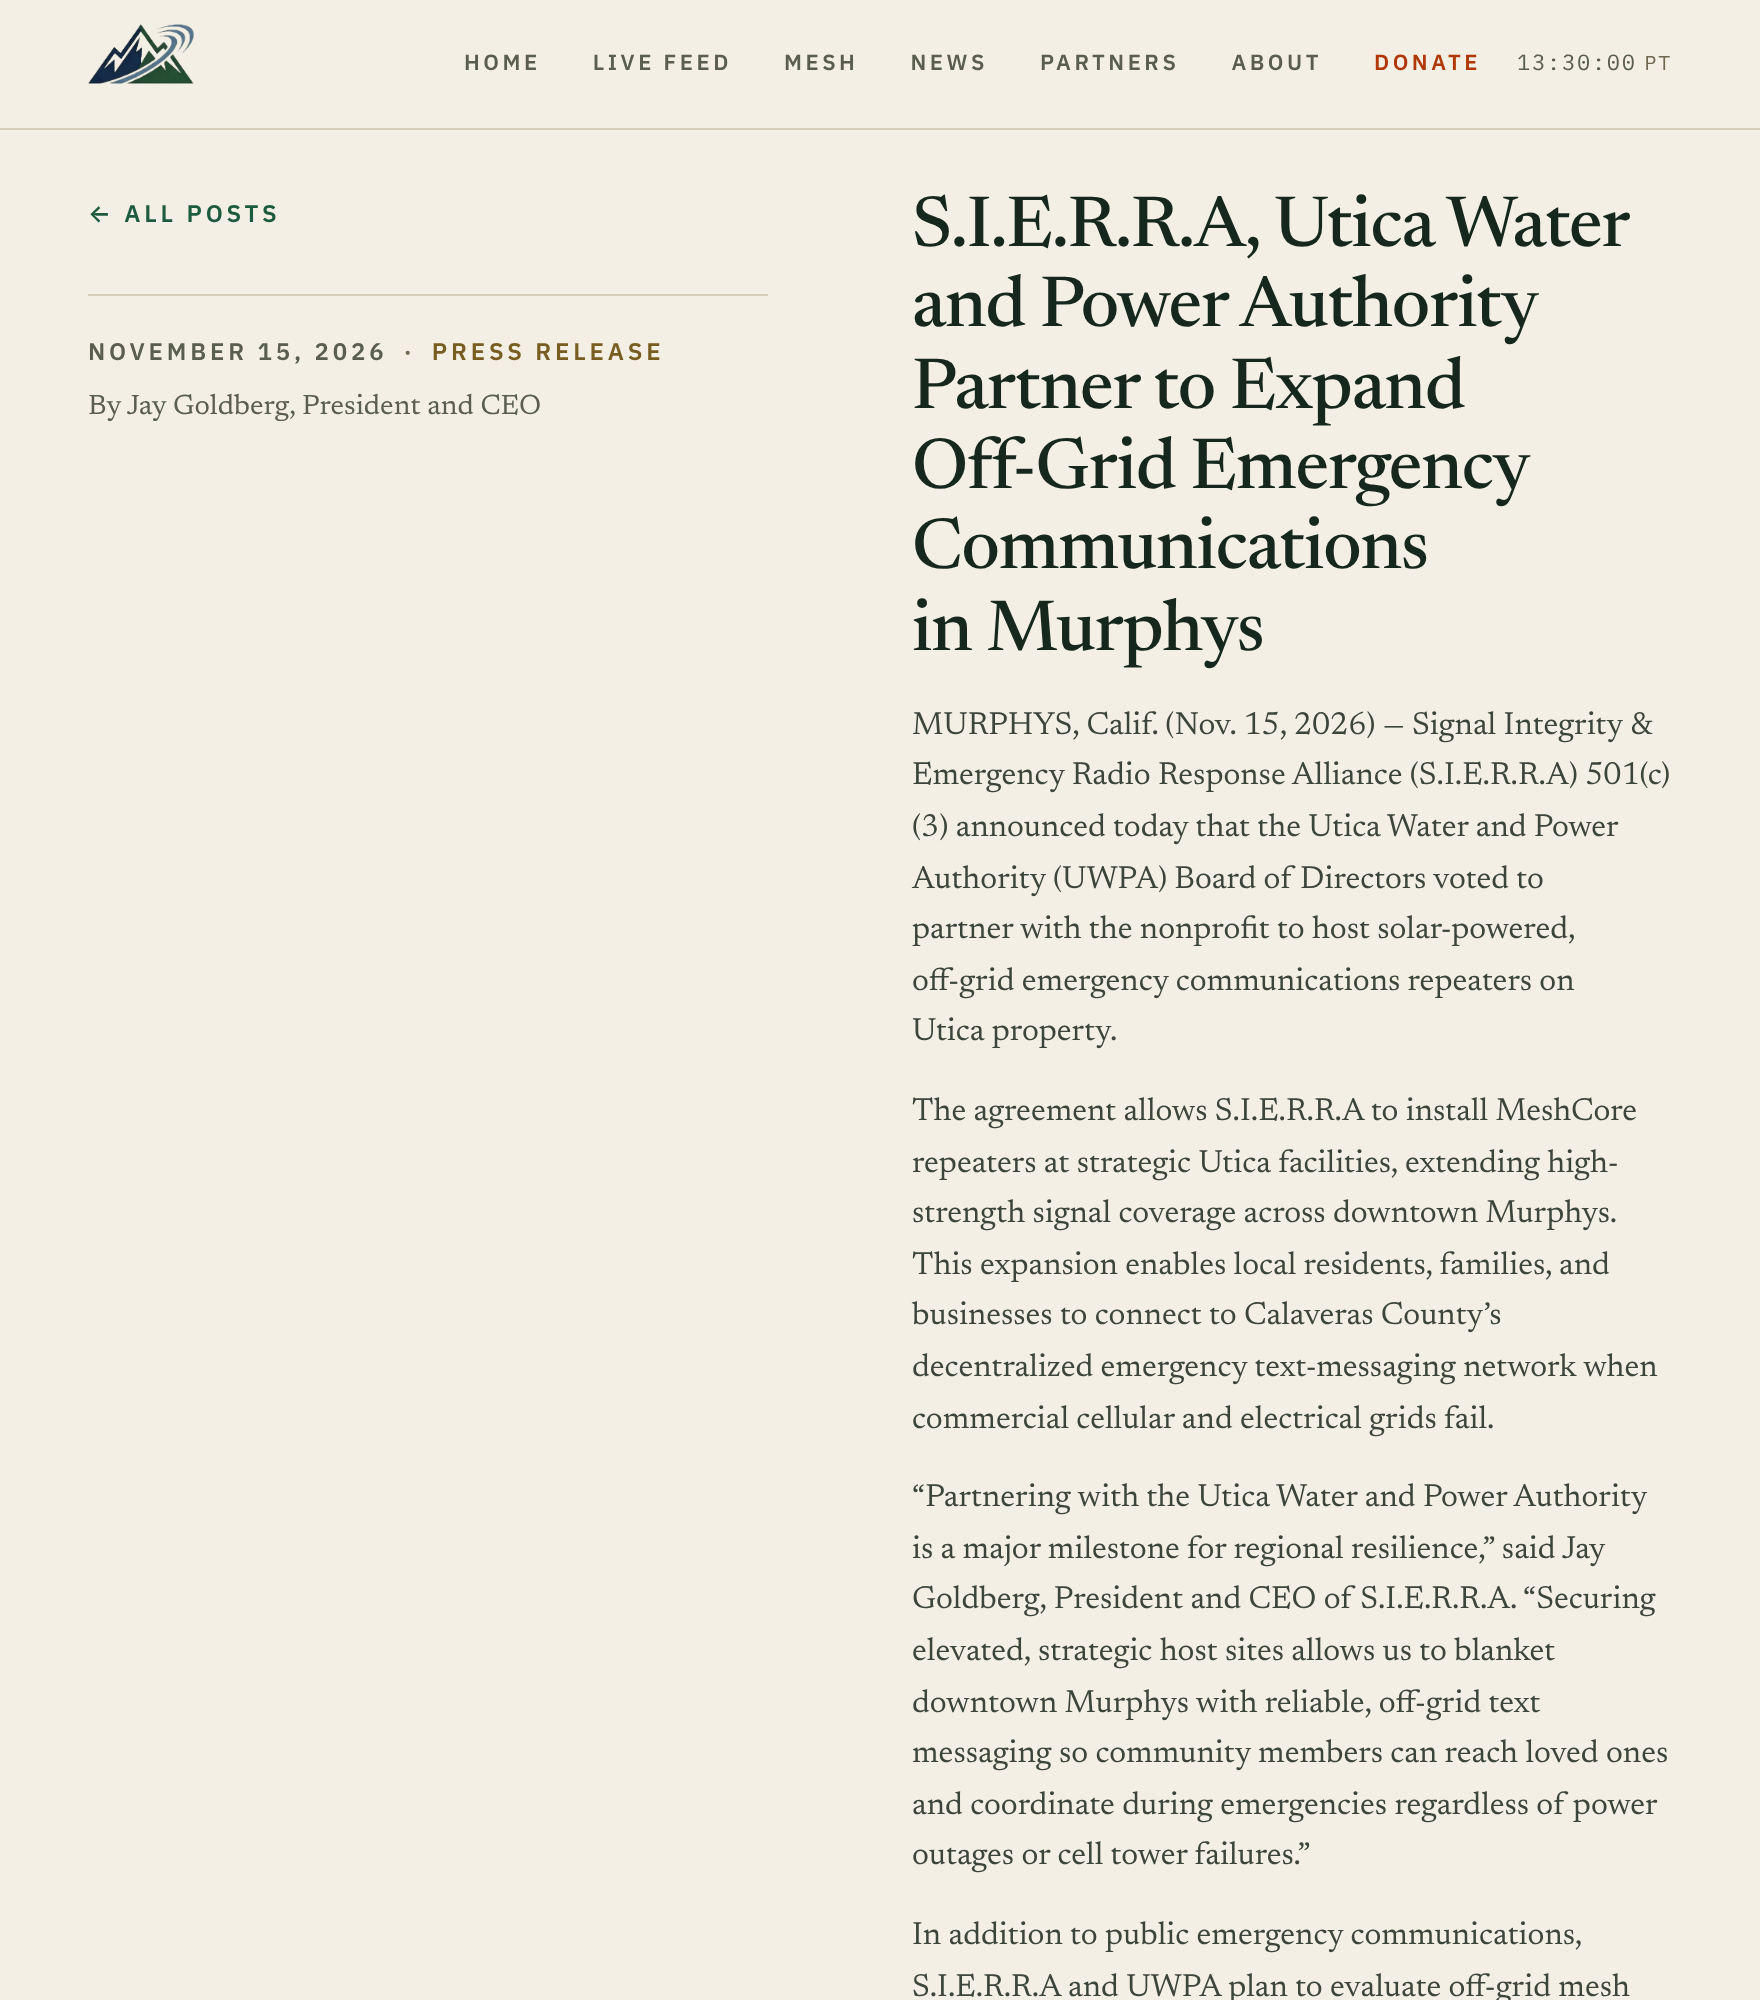 HOME LIVE FEED MESH NEWS PARTNERS ABOUT DONATE 13:30:00 PT
← ALL POSTS
NOVEMBER 15, 2026 · PRESS RELEASE
By Jay Goldberg, President and CEO
S.I.E.R.R.A, Utica Water
and Power Authority
Partner to Expand
Off-Grid Emergency
Communications
in Murphys
MURPHYS, Calif. (Nov. 15, 2026) – Signal Integrity &
Emergency Radio Response Alliance (S.I.E.R.R.A) 501(c)
(3) announced today that the Utica Water and Power
Authority (UWPA) Board of Directors voted to
partner with the nonprofit to host solar-powered,
off-grid emergency communications repeaters on
Utica property.
The agreement allows S.I.E.R.R.A to install MeshCore
repeaters at strategic Utica facilities, extending high-
strength signal coverage across downtown Murphys.
This expansion enables local residents, families, and
businesses to connect to Calaveras County’s
decentralized emergency text-messaging network when
commercial cellular and electrical grids fail.
“Partnering with the Utica Water and Power Authority
is a major milestone for regional resilience,” said Jay
Goldberg, President and CEO of S.I.E.R.R.A. “Securing
elevated, strategic host sites allows us to blanket
downtown Murphys with reliable, off-grid text
messaging so community members can reach loved ones
and coordinate during emergencies regardless of power
outages or cell tower failures.”
In addition to public emergency communications,
S.I.E.R.R.A and UWPA plan to evaluate off-grid mesh